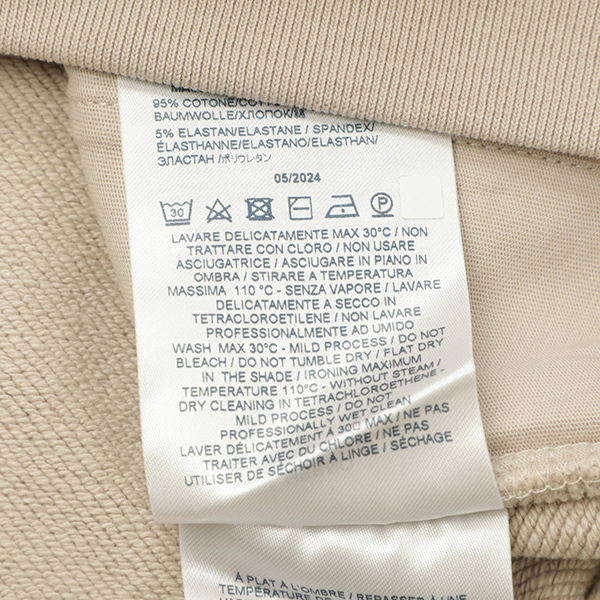 95% COTONE/COTTON
BAUMWOLLE/ХЛОПОК/綿
5% ELASTAN/ELASTANE / SPANDEX/
ÉLASTHANNE/ELASTANO/ELASTHAN/
ЭЛАСТАН /ポリウレタン
05/2024
30 P
LAVARE DELICATAMENTE MAX 30°C / NON
TRATTARE CON CLORO / NON USARE
ASCIUGATRICE / ASCIUGARE IN PIANO IN
OMBRA / STIRARE A TEMPERATURA
MASSIMA 110°C - SENZA VAPORE / LAVARE
DELICATAMENTE A SECCO IN
TETRACLOROETILENE / NON LAVARE
PROFESSIONALMENTE AD UMIDO
WASH MAX 30°C - MILD PROCESS / DO NOT
BLEACH / DO NOT TUMBLE DRY / FLAT DRY
IN THE SHADE / IRONING MAXIMUM
TEMPERATURE 110°C - WITHOUT STEAM /
DRY CLEANING IN TETRACHLOROETHENE -
MILD PROCESS / DO NOT
PROFESSIONALLY WET CLEAN
LAVER DÉLICATEMENT À 30□ MAX / NE PAS
TRAITER AVEC DU CHLORE / NE PAS
UTILISER DE SÉCHOIR À LINGE / SÉCHAGE
À PLAT À L'OMBRE / REPASSER À UNE